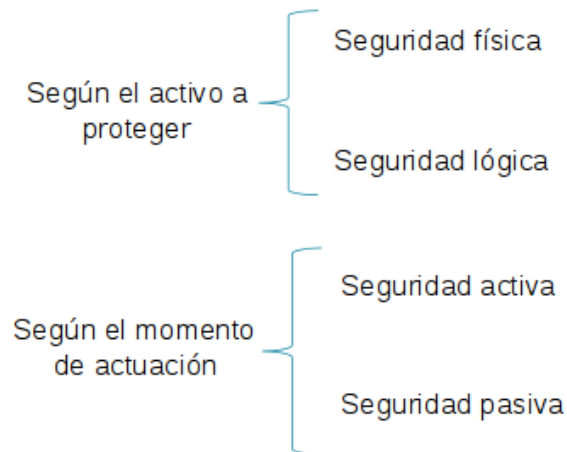 Según el activo a
proteger
Seguridad física
Seguridad lógica
Según el momento
de actuación
Seguridad activa
Seguridad pasiva